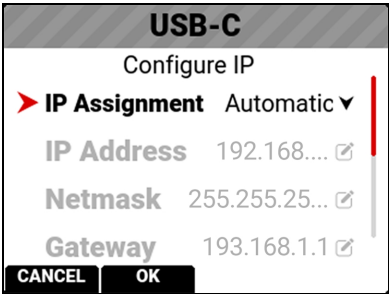 USB-C
Configure IP
IP Assignment Automatic
IP Address 192.168....
Netmask 255.255.25...
Gateway 193.168.1.1
CANCEL OK